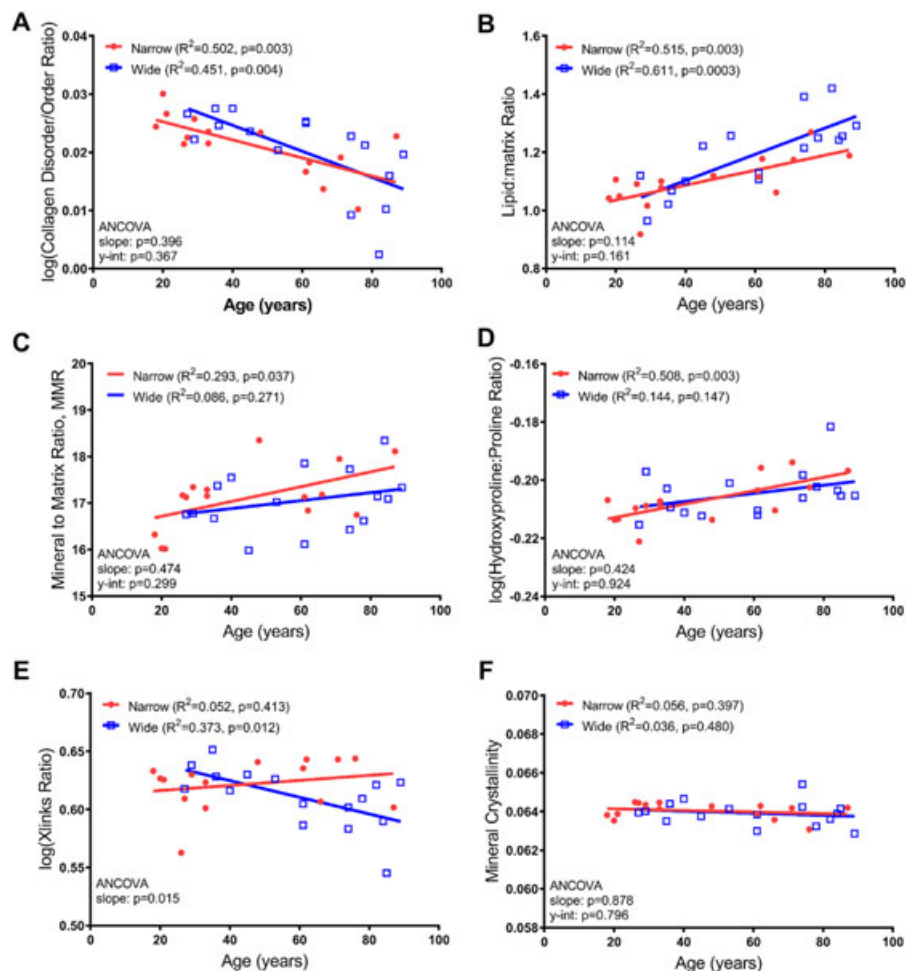 A
Narrow (R²=0.502, p=0.003)
Wide (R²=0.451, p=0.004)
0.04
0.03
0.02
0.01
0.00
log(Collagen Disorder/Order Ratio)
ANCOVA
slope: p=0.396
y-int: p=0.367
0 20 40 60 80 100
Age (years)
B
Narrow (R²=0.515, p=0.003)
Wide (R²=0.611, p=0.0003)
1.6
1.4
1.2
1.0
0.8
Lipid:matrix Ratio
ANCOVA
slope: p=0.114
y-int: p=0.161
0 20 40 60 80 100
Age (years)
C
Narrow (R²=0.293, p=0.037)
Wide (R²=0.086, p=0.271)
20
19
18
17
16
15
Mineral to Matrix Ratio, MMR
ANCOVA
slope: p=0.474
y-int: p=0.299
0 20 40 60 80 100
Age (years)
D
Narrow (R²=0.508, p=0.003)
Wide (R²=0.144, p=0.147)
-0.16
-0.18
-0.20
-0.22
-0.24
log(Hydroxyproline:Proline Ratio)
ANCOVA
slope: p=0.424
y-int: p=0.924
0 20 40 60 80 100
Age (years)
E
Narrow (R²=0.052, p=0.413)
Wide (R²=0.373, p=0.012)
0.70
0.65
0.60
0.55
0.50
log(Xlinks Ratio)
ANCOVA
slope: p=0.015
0 20 40 60 80 100
Age (years)
F
Narrow (R²=0.056, p=0.397)
Wide (R²=0.036, p=0.480)
0.070
0.068
0.066
0.064
0.062
0.060
0.058
Mineral Crystallinity
ANCOVA
slope: p=0.878
y-int: p=0.796
0 20 40 60 80 100
Age (years)